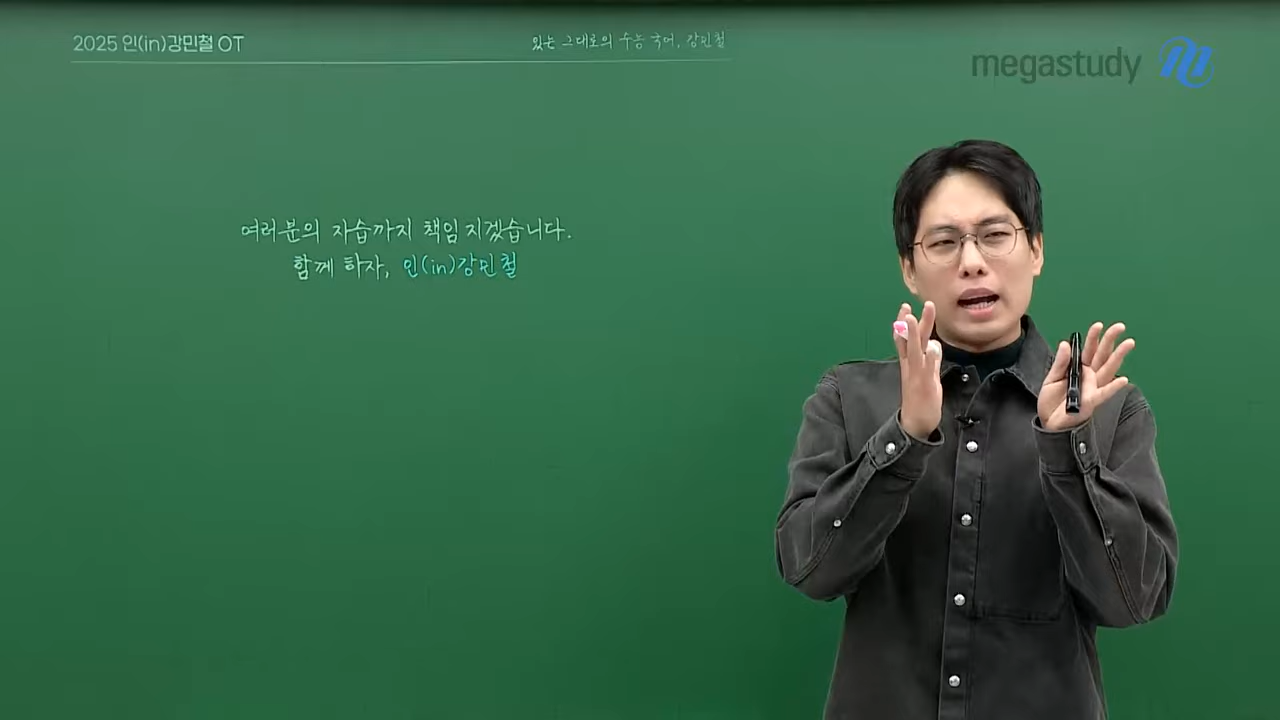 2025 인(in)강민철 OT
있는 그대로의 수능 국어, 강민철
megastudy
여러분의 자습까지 책임지겠습니다.
함께 하자, 인(in)강민철